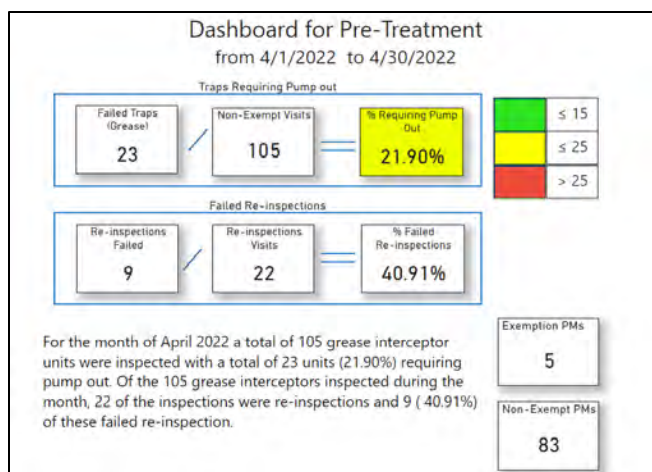 Dashboard for Pre-Treatment
from 4/1/2022 to 4/30/2022
Traps Requiring Pump out
Failed Traps
(Grease)
23
/
Non-Exempt Visits
105
=
% Requiring Pump
Out
21.90%
≤ 15
≤ 25
> 25
Failed Re-inspections
Re-inspections
Failed
9
/
Re-inspections
Visits
22
=
% Failed
Re-inspections
40.91%
For the month of April 2022 a total of 105 grease interceptor
units were inspected with a total of 23 units (21.90%) requiring
pump out. Of the 105 grease interceptors inspected during the
month, 22 of the inspections were re-inspections and 9 ( 40.91%)
of these failed re-inspection.
Exemption PMs
5
Non-Exempt PMs
83